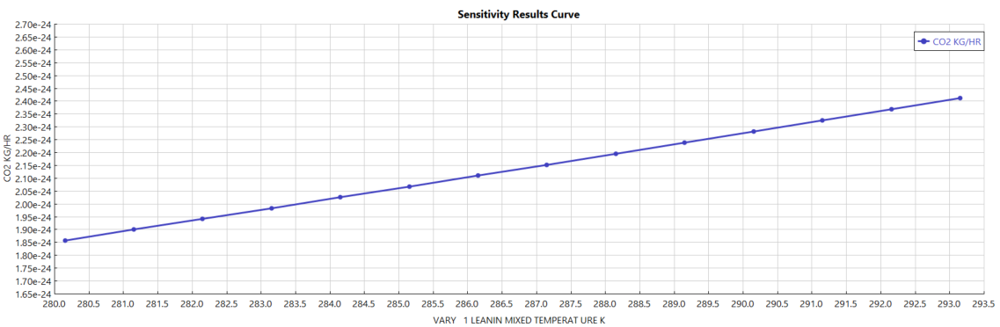 Sensitivity Results Curve
CO2 KG/HR
2.70e-24
2.65e-24
2.60e-24
2.55e-24
2.50e-24
2.45e-24
2.40e-24
2.35e-24
2.30e-24
2.25e-24
2.20e-24
2.15e-24
2.10e-24
2.05e-24
2.00e-24
1.95e-24
1.90e-24
1.85e-24
1.80e-24
1.75e-24
1.70e-24
1.65e-24
CO2 KG/HR
280.0 280.5 281.0 281.5 282.0 282.5 283.0 283.5 284.0 284.5 285.0 285.5 286.0 286.5 287.0 287.5 288.0 288.5 289.0 289.5 290.0 290.5 291.0 291.5 292.0 292.5 293.0 293.5
VARY 1 LEANIN MIXED TEMPERAT URE K